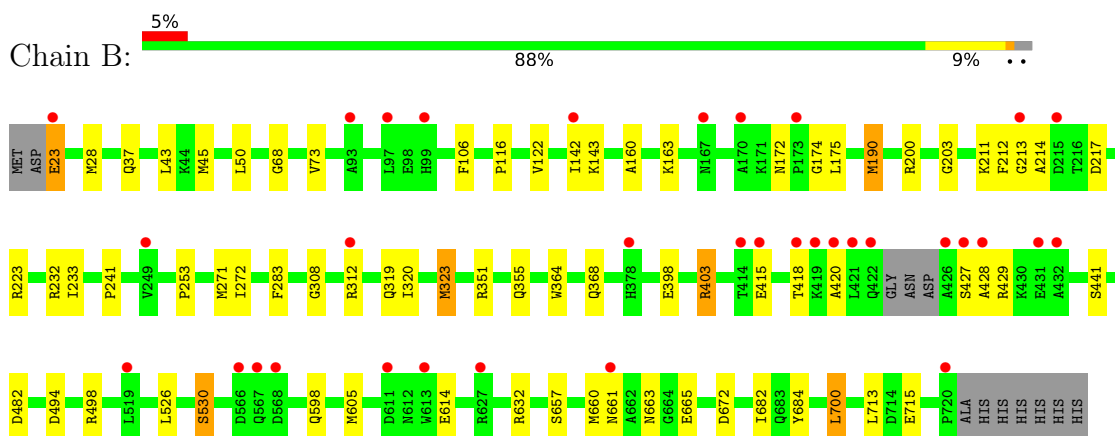 5%
Chain B:
88% 9% • •
MET ASP E23 M28 Q37 L43 K44 M45 L50 G68 V73 A93 L97 E98 H99 F106 P116 V122 I142 K143 A160 K163 N167 A170 K171 N172 P173 G174 L175 M190 R200 G203 K211 F212 G213 A214 D215 T216 D217
R223 R232 I233 P241 V249 P253 M271 I272 F283 G308 R312 Q319 I320 M323 R351 Q355 W364 Q368 H378 E398 R403 T414 E415 T418 K419 A420 L421 Q422 GLY ASN ASP A426 S427 A428 R429 K430 E431 A432 S441
D482 D494 R498 L519 L526 S530 D566 Q567 D568 Q598 M605 D611 N612 W613 E614 R627 R632 S657 M660 N661 A662 N663 G664 E665 D672 I682 Q683 Y684 L700 L713 D714 E715 P720 ALA HIS HIS HIS HIS HIS HIS